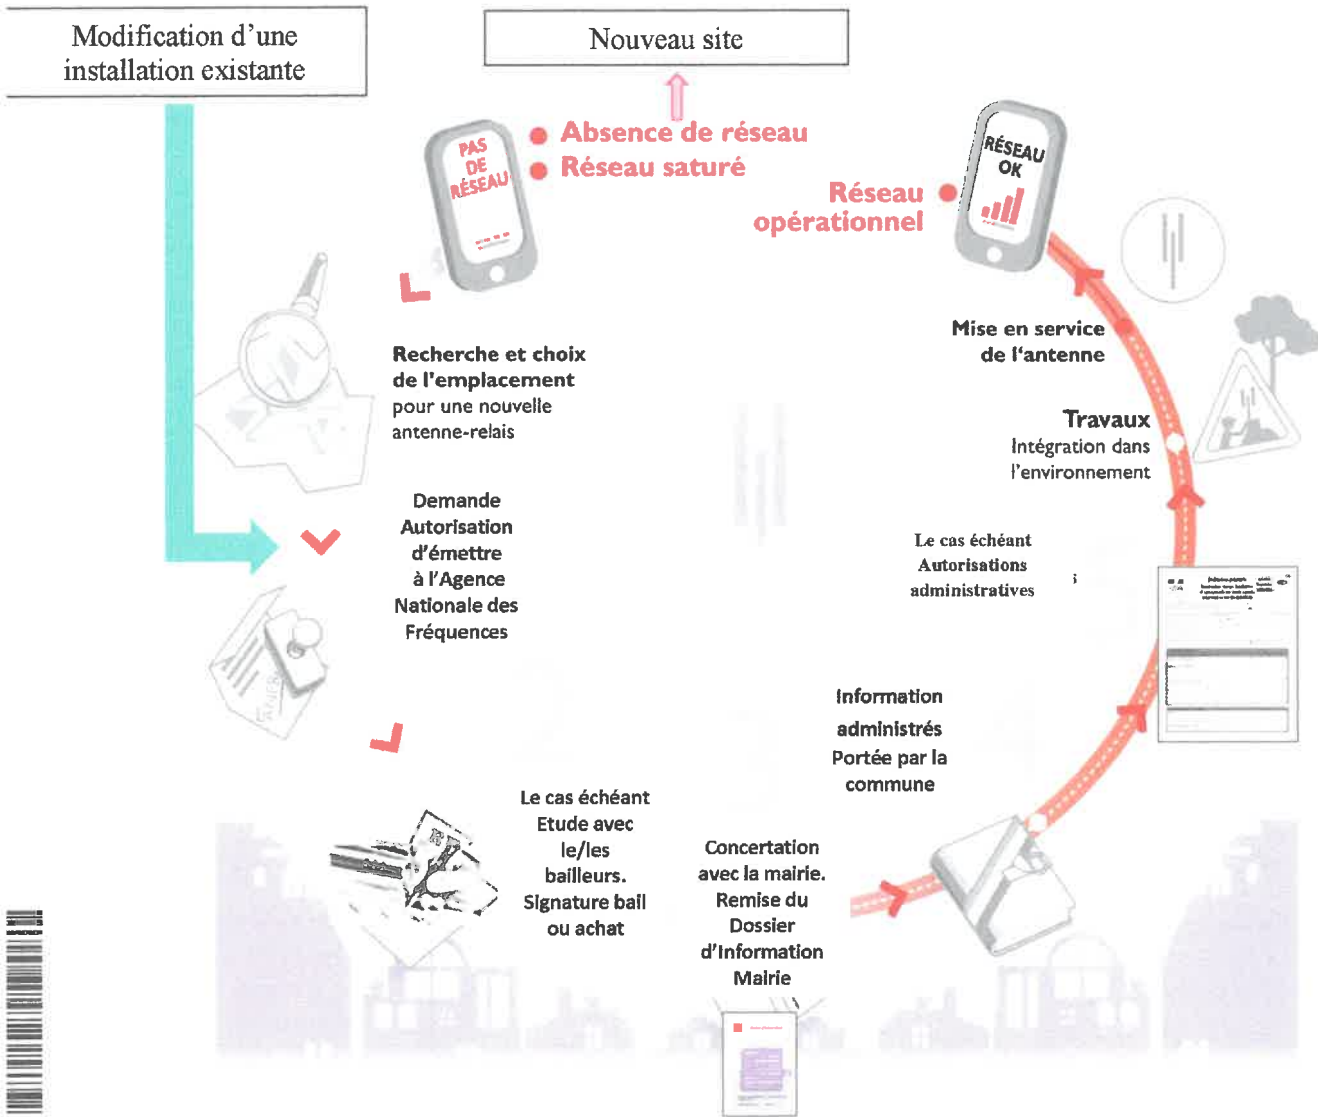 Modification d'une
installation existante
Nouveau site
Absence de réseau
Réseau saturé
PAS
DE
RÉSEAU
RÉSEAU
OK
Réseau
opérationnel
Mise en service
de l'antenne
Recherche et choix
de l'emplacement
pour une nouvelle
antenne-relais
Travaux
Intégration dans
l'environnement
Demande
Autorisation
d'émettre
à l'Agence
Nationale des
Fréquences
Le cas échéant
Autorisations
administratives
ANFR
Information
administrés
Portée par la
commune
Le cas échéant
Etude avec
le/les
bailleurs.
Signature bail
ou achat
Concertation
avec la mairie.
Remise du
Dossier
d'Information
Mairie